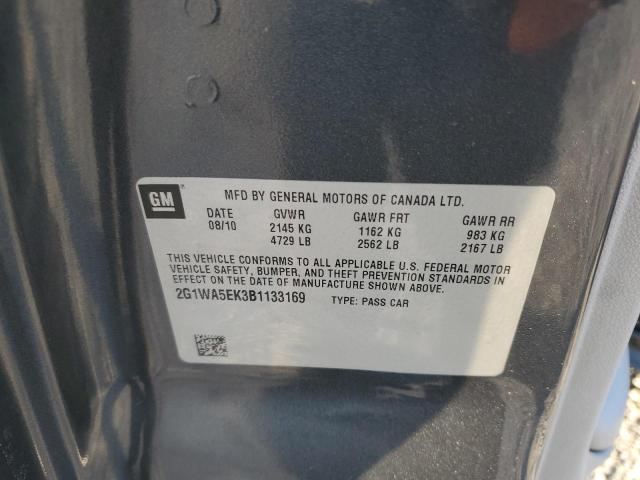 GM
MFD BY GENERAL MOTORS OF CANADA LTD.
DATE GVWR GAWR FRT GAWR RR
08/10 2145 KG 1162 KG 983 KG
4729 LB 2562 LB 2167 LB
THIS VEHICLE CONFORMS TO ALL APPLICABLE U.S. FEDERAL MOTOR
VEHICLE SAFETY, BUMPER, AND THEFT PREVENTION STANDARDS IN
EFFECT ON THE DATE OF MANUFACTURE SHOWN ABOVE.
2G1WA5EK3B1133169 TYPE: PASS CAR